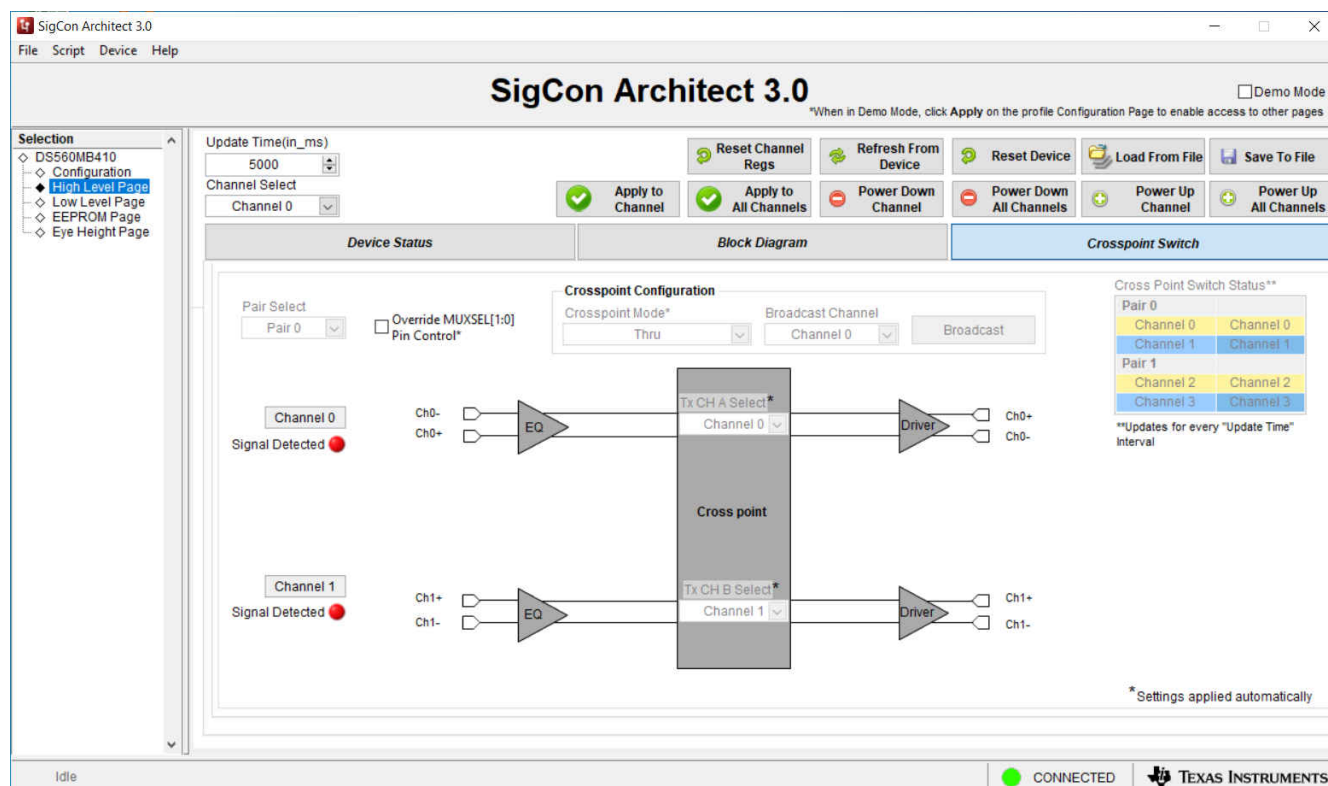 SigCon Architect 3.0
File Script Device Help
SigCon Architect 3.0
Demo Mode
*When in Demo Mode, click Apply on the profile Configuration Page to enable access to other pages
Selection
DS560MB410
Configuration
High Level Page
Low Level Page
EEPROM Page
Eye Height Page
Update Time(in_ms)
5000
Channel Select
Channel 0
Reset Channel
Regs
Refresh From
Device
Reset Device
Load From File
Save To File
Apply to
Channel
Apply to
All Channels
Power Down
Channel
Power Down
All Channels
Power Up
Channel
Power Up
All Channels
Device Status
Block Diagram
Crosspoint Switch
Pair Select
Pair 0
Override MUXSEL[1:0]
Pin Control*
Crosspoint Configuration
Crosspoint Mode*
Thru
Broadcast Channel
Channel 0
Broadcast
Cross Point Switch Status**
Pair 0
Channel 0 Channel 0
Channel 1 Channel 1
Pair 1
Channel 2 Channel 2
Channel 3 Channel 3
**Updates for every "Update Time"
Interval
Channel 0
Signal Detected
Ch0-
Ch0+
EQ
Tx CH A Select*
Channel 0
Driver
Ch0+
Ch0-
Cross point
Channel 1
Signal Detected
Ch1+
Ch1-
EQ
Tx CH B Select*
Channel 1
Driver
Ch1+
Ch1-
*Settings applied automatically
Idle
CONNECTED
TEXAS INSTRUMENTS